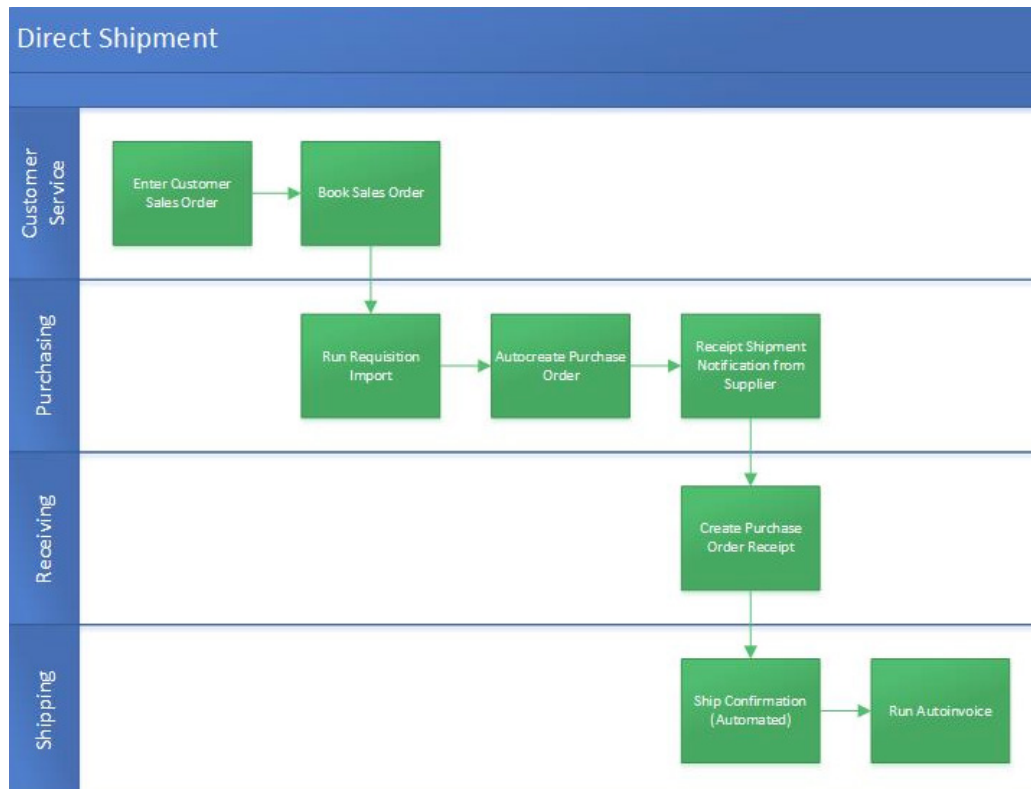 Direct Shipment
Customer
Service
Enter Customer
Sales Order
Book Sales Order
Purchasing
Run Requisition
Import
Autocreate Purchase
Order
Receipt Shipment
Notification from
Supplier
Receiving
Create Purchase
Order Receipt
Shipping
Ship Confirmation
(Automated)
Run Autoinvoice